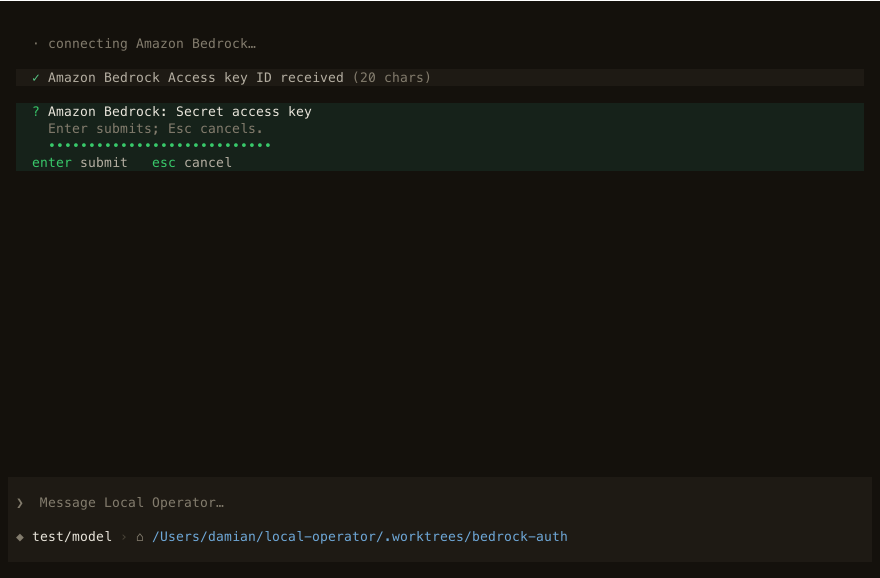 · connecting Amazon Bedrock…
✓ Amazon Bedrock Access key ID received (20 chars)
? Amazon Bedrock: Secret access key
Enter submits; Esc cancels.
••••••••••••••••••••••••••••
enter submit esc cancel
❯ Message Local Operator…
◆ test/model › ⌂ /Users/damian/local-operator/.worktrees/bedrock-auth